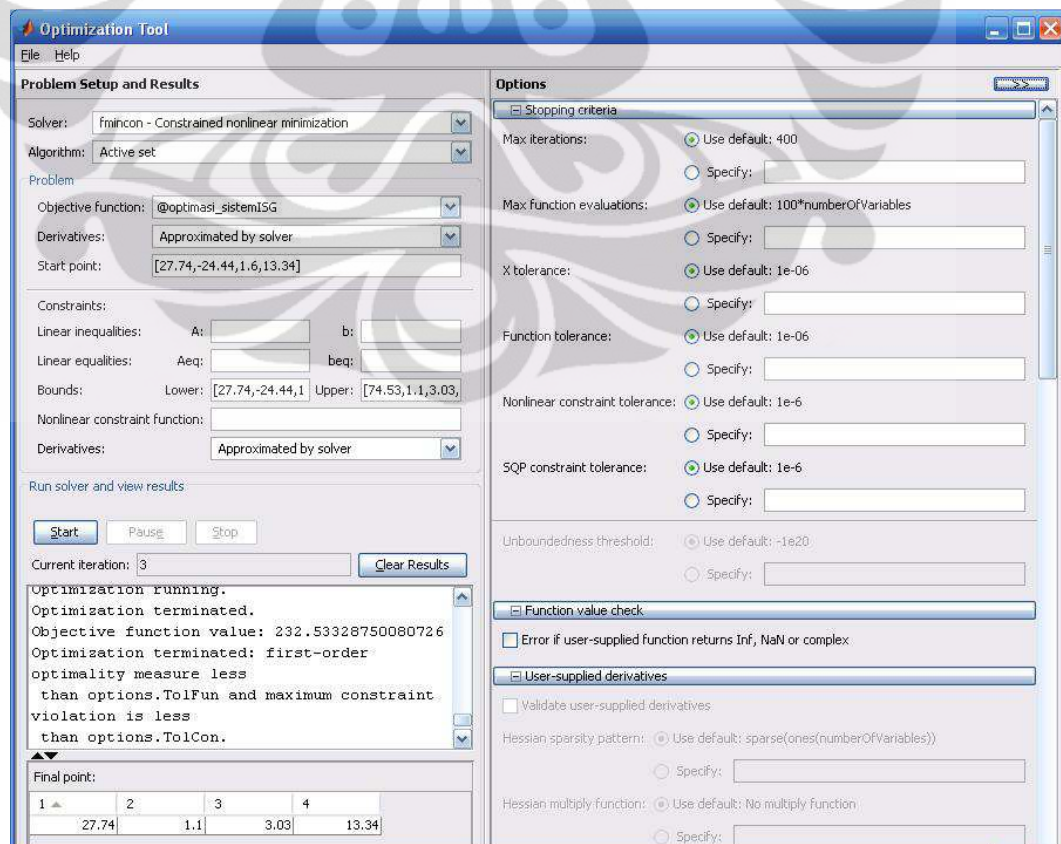 Optimization Tool
File Help
Problem Setup and Results
Solver: fmincon - Constrained nonlinear minimization
Algorithm: Active set
Problem
Objective function: @optimasi_sistemISG
Derivatives: Approximated by solver
Start point: [27.74,-24.44,1.6,13.34]
Constraints:
Linear inequalities: A: b:
Linear equalities: Aeq: beq:
Bounds: Lower: [27.74,-24.44,1 Upper: [74.53,1.1,3.03,
Nonlinear constraint function:
Derivatives: Approximated by solver
Run solver and view results
Start Pause Stop
Current iteration: 3 Clear Results
Optimization running.
Optimization terminated.
Objective function value: 232.53328750080726
Optimization terminated: first-order
optimality measure less
than options.TolFun and maximum constraint
violation is less
than options.TolCon.
Final point:
1 2 3 4
27.74 1.1 3.03 13.34
Options >>
Stopping criteria
Max iterations: Use default: 400
Specify:
Max function evaluations: Use default: 100*numberOfVariables
Specify:
X tolerance: Use default: 1e-06
Specify:
Function tolerance: Use default: 1e-06
Specify:
Nonlinear constraint tolerance: Use default: 1e-6
Specify:
SQP constraint tolerance: Use default: 1e-6
Specify:
Unboundedness threshold: Use default: -1e20
Specify:
Function value check
Error if user-supplied function returns Inf, NaN or complex
User-supplied derivatives
Validate user-supplied derivatives
Hessian sparsity pattern: Use default: sparse(ones(numberOfVariables))
Specify:
Hessian multiply function: Use default: No multiply function
Specify: